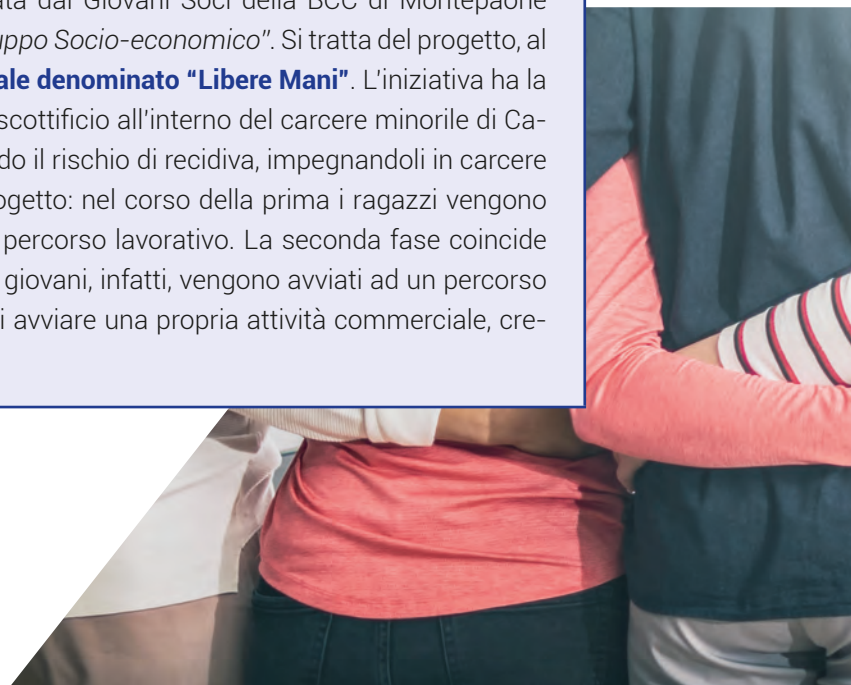 ata dai Giovani Soci della BCC di Montepaone
uppo Socio-economico”. Si tratta del progetto, al
ale denominato “Libere Mani”. L’iniziativa ha la
scottificio all’interno del carcere minorile di Ca-
do il rischio di recidiva, impegnandoli in carcere
ogetto: nel corso della prima i ragazzi vengono
percorso lavorativo. La seconda fase coincide
giovani, infatti, vengono avviati ad un percorso
i avviare una propria attività commerciale, cre-